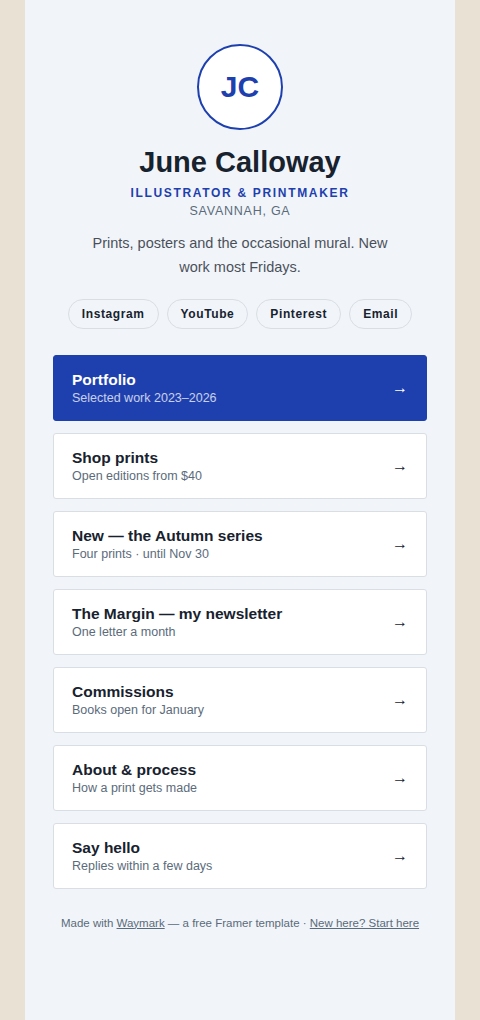 JC
June Calloway
ILLUSTRATOR & PRINTMAKER
SAVANNAH, GA
Prints, posters and the occasional mural. New
work most Fridays.
Instagram YouTube Pinterest Email
Portfolio
Selected work 2023–2026
→
Shop prints
Open editions from $40
→
New — the Autumn series
Four prints · until Nov 30
→
The Margin — my newsletter
One letter a month
→
Commissions
Books open for January
→
About & process
How a print gets made
→
Say hello
Replies within a few days
→
Made with Waymark — a free Framer template · New here? Start here